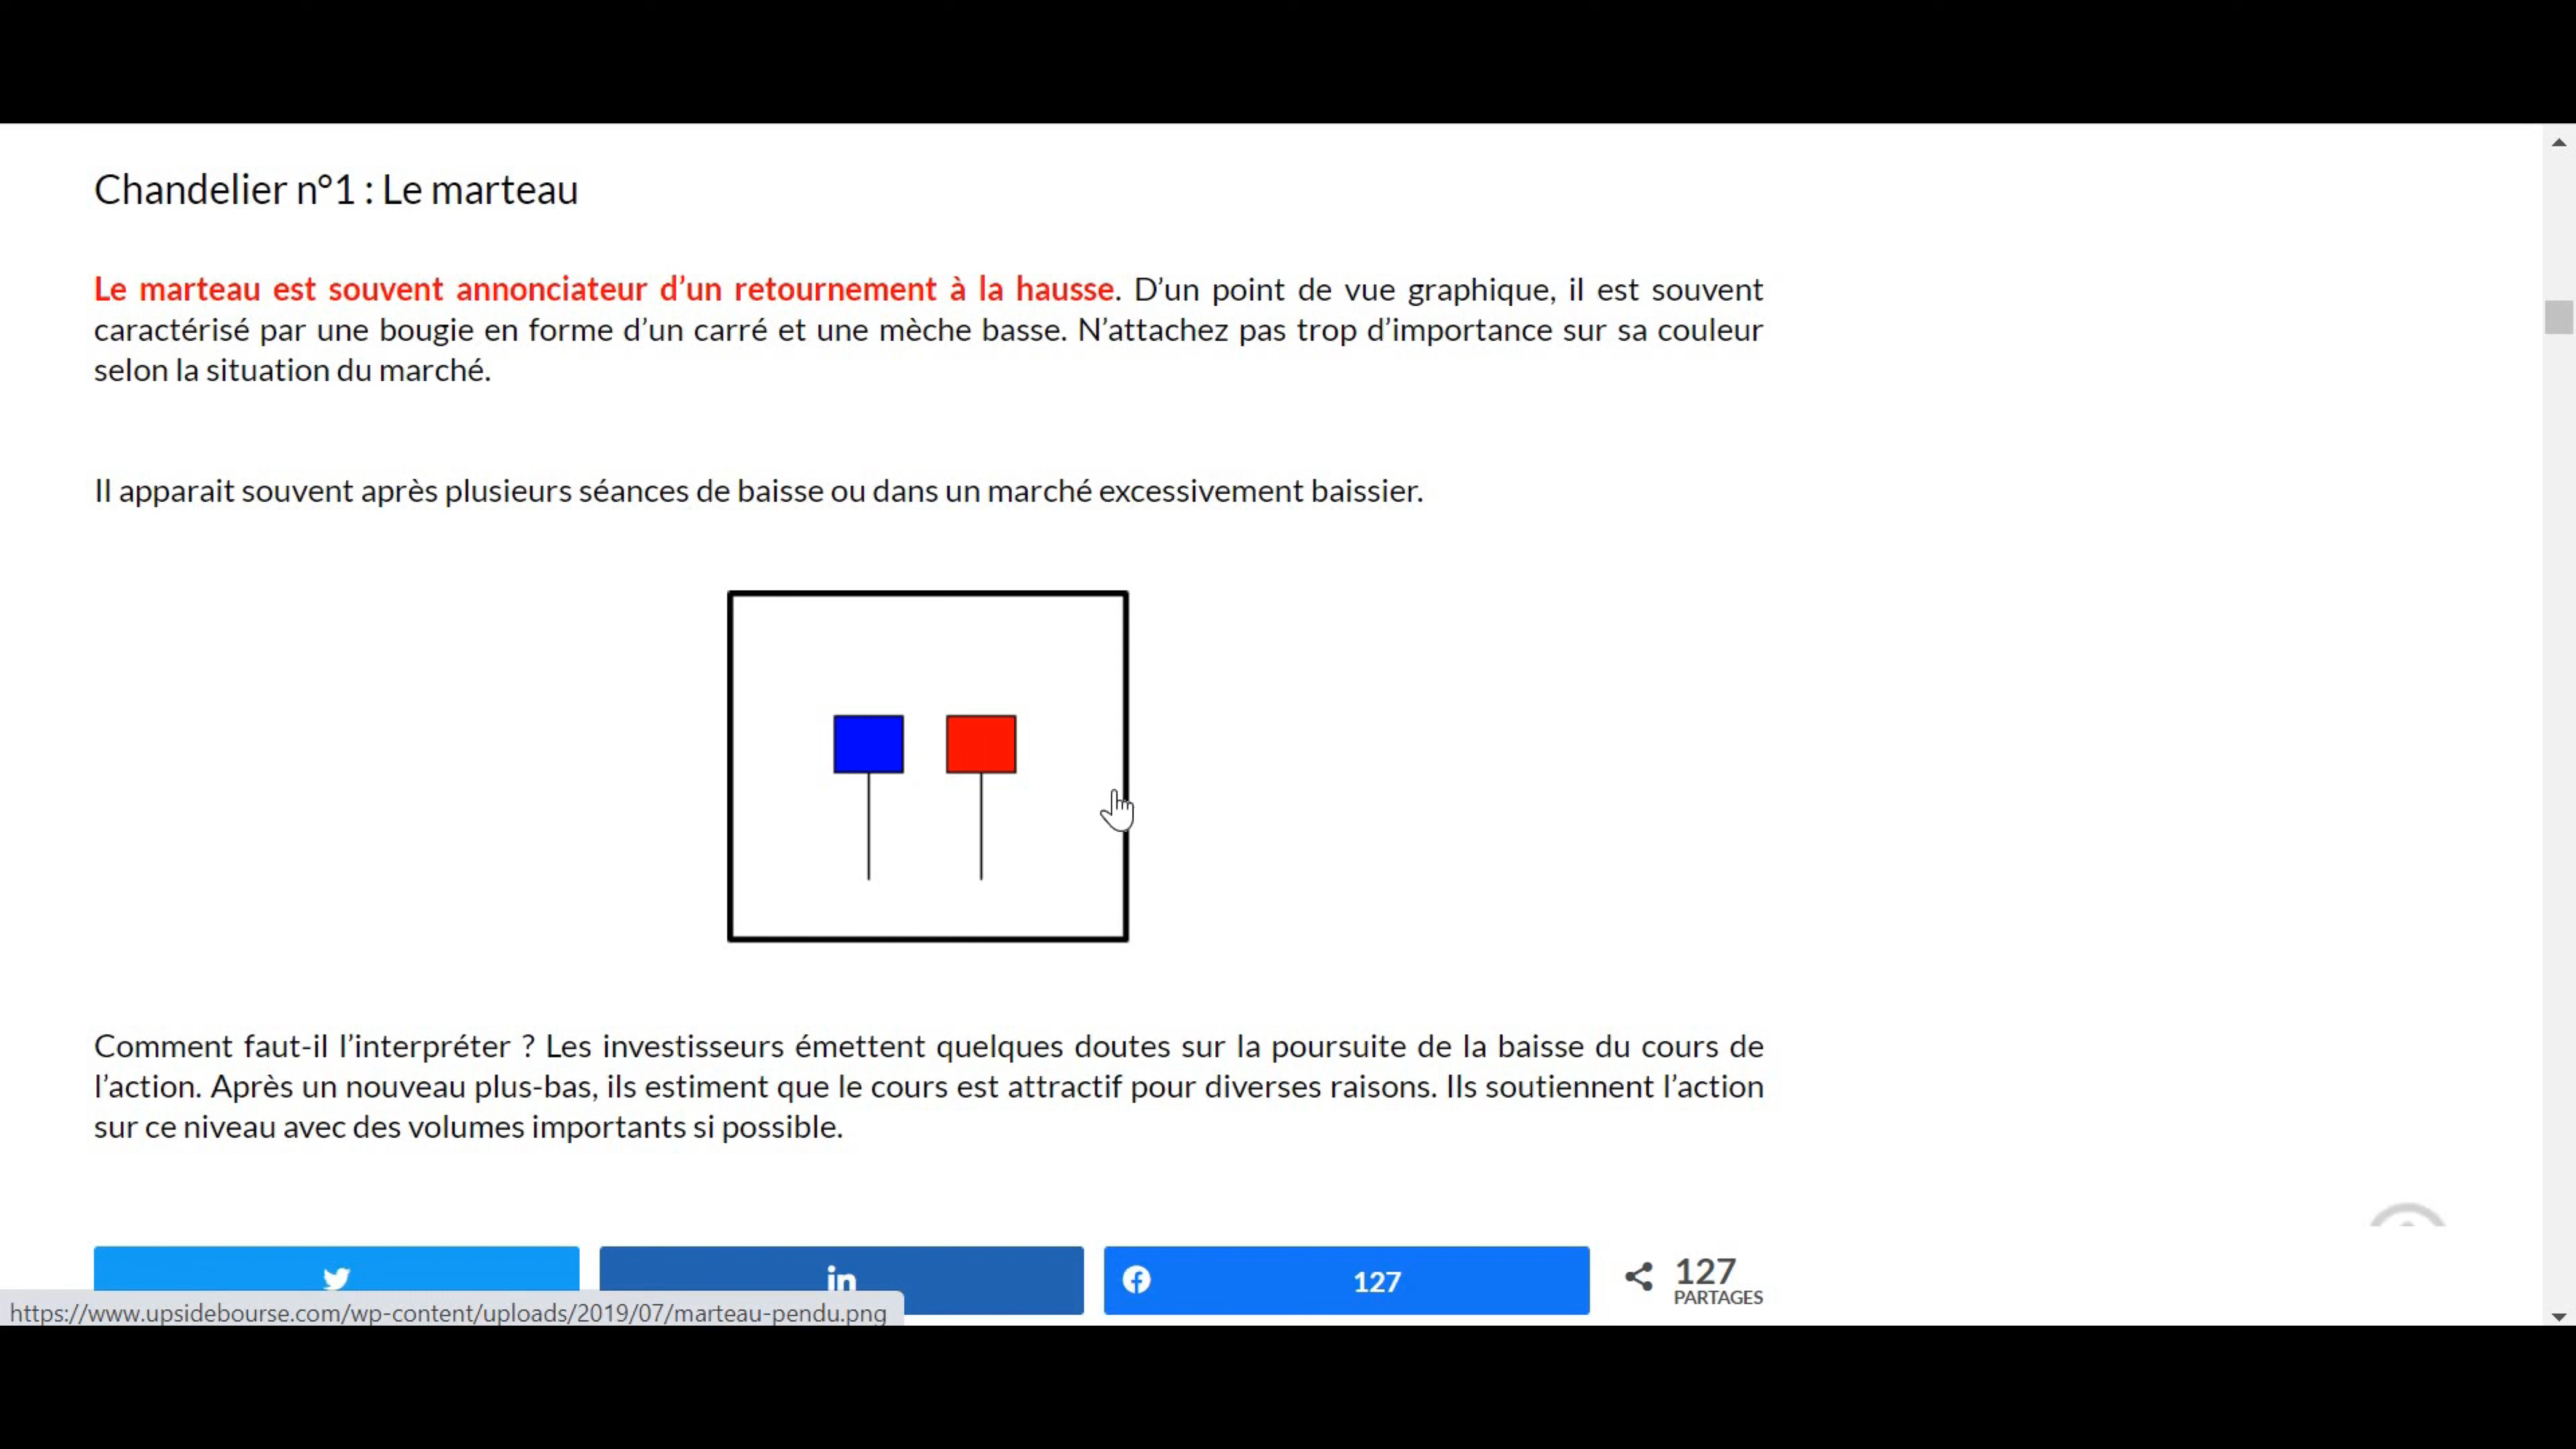 Chandelier n°1 : Le marteau
Le marteau est souvent annonciateur d’un retournement à la hausse. D’un point de vue graphique, il est souvent
caractérisé par une bougie en forme d’un carré et une mèche basse. N’attachez pas trop d’importance sur sa couleur
selon la situation du marché.
Il apparait souvent après plusieurs séances de baisse ou dans un marché excessivement baissier.
Comment faut-il l’interpréter ? Les investisseurs émettent quelques doutes sur la poursuite de la baisse du cours de
l’action. Après un nouveau plus-bas, ils estiment que le cours est attractif pour diverses raisons. Ils soutiennent l’action
sur ce niveau avec des volumes importants si possible.
in
127
127
PARTAGES
https://www.upsidebourse.com/wp-content/uploads/2019/07/marteau-pendu.png